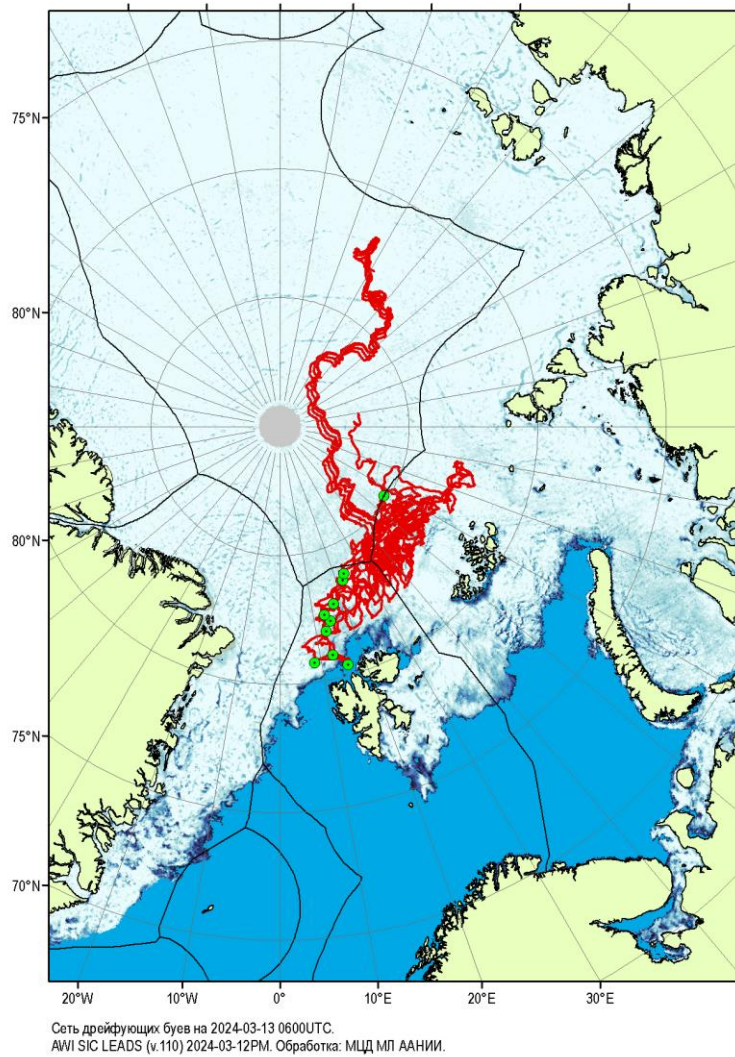 75°N
80°N
80°N
75°N
70°N
20°W 10°W 0° 10°E 20°E 30°E
Сеть дрейфующих буев на 2024-03-13 0600UTC.
AWI SIC LEADS (v.110) 2024-03-12PM. Обработка: МЦД МЛ ААНИИ.